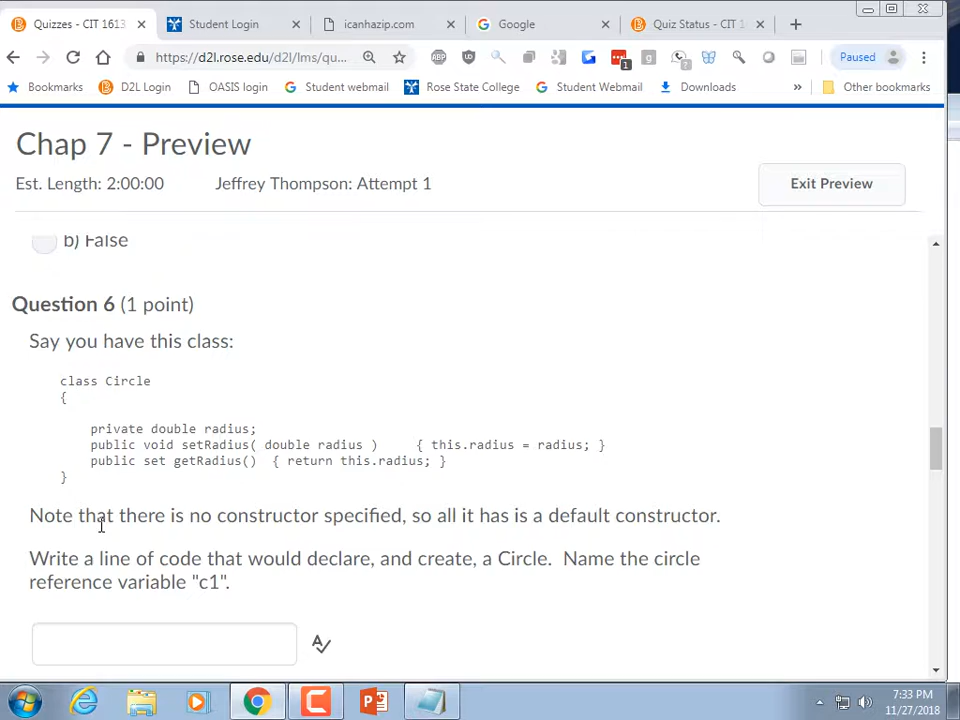 Quizzes - CIT 1613
Student Login
icanhazip.com
Google
Quiz Status - CIT 1
https://d2l.rose.edu/d2l/lms/qu...
ABP
1
g
?
Paused
Bookmarks
D2L Login
OASIS login
Student webmail
Rose State College
Student Webmail
Downloads
»
Other bookmarks
Chap 7 - Preview
Est. Length: 2:00:00 Jeffrey Thompson: Attempt 1
Exit Preview
b) False
Question 6 (1 point)
Say you have this class:
class Circle
{
private double radius;
public void setRadius( double radius ) { this.radius = radius; }
public set getRadius() { return this.radius; }
}
Note that there is no constructor specified, so all it has is a default constructor.
Write a line of code that would declare, and create, a Circle. Name the circle
reference variable "c1".
7:33 PM
11/27/2018